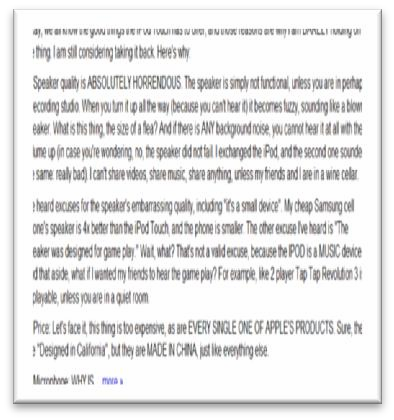 ay, we all know the good things the iPod Touch has to offer, and those reasons are why I am BARELY holding on
e thing. I am still considering taking it back. Here's why:
Speaker quality is ABSOLUTELY HORRENDOUS. The speaker is simply not functional, unless you are in perhap
ecording studio. When you turn it up all the way (because you can't hear it) it becomes fuzzy, sounding like a blown
eaker. What is this thing, the size of a flea? And if there is ANY background noise, you cannot hear it at all with the
lume up (in case you're wondering, no, the speaker did not fail. I exchanged the iPod, and the second one sounde
e same: really bad). I can't share videos, share music, share anything, unless my friends and I are in a wine cellar.
e heard excuses for the speaker's embarrassing quality, including "it's a small device". My cheap Samsung cell
one's speaker is 4x better than the iPod Touch, and the phone is smaller. The other excuse I've heard is "The
eaker was designed for game play." Wait, what? That's not a valid excuse, because the IPOD is a MUSIC device
d that aside, what if I wanted my friends to hear the game play? For example, like 2 player Tap Tap Revolution 3 i
playable, unless you are in a quiet room.
Price: Let's face it, this thing is too expensive, as are EVERY SINGLE ONE OF APPLE'S PRODUCTS. Sure, the
e "Designed in California", but they are MADE IN CHINA, just like everything else.
Microphone: WHY IS... more »